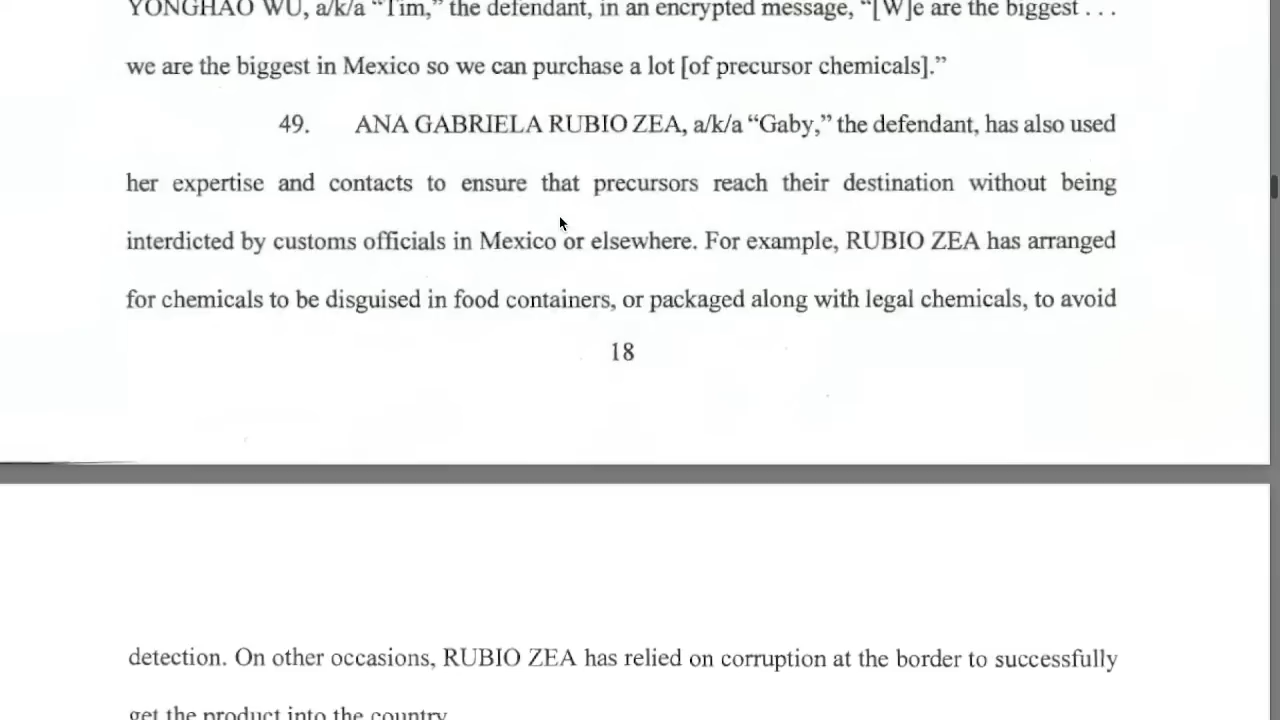 YONGHAO WU, a/k/a “Tim,” the defendant, in an encrypted message, “[W]e are the biggest . . .
we are the biggest in Mexico so we can purchase a lot [of precursor chemicals].”
49. ANA GABRIELA RUBIO ZEA, a/k/a “Gaby,” the defendant, has also used
her expertise and contacts to ensure that precursors reach their destination without being
interdicted by customs officials in Mexico or elsewhere. For example, RUBIO ZEA has arranged
for chemicals to be disguised in food containers, or packaged along with legal chemicals, to avoid
18
detection. On other occasions, RUBIO ZEA has relied on corruption at the border to successfully
get the product into the country.